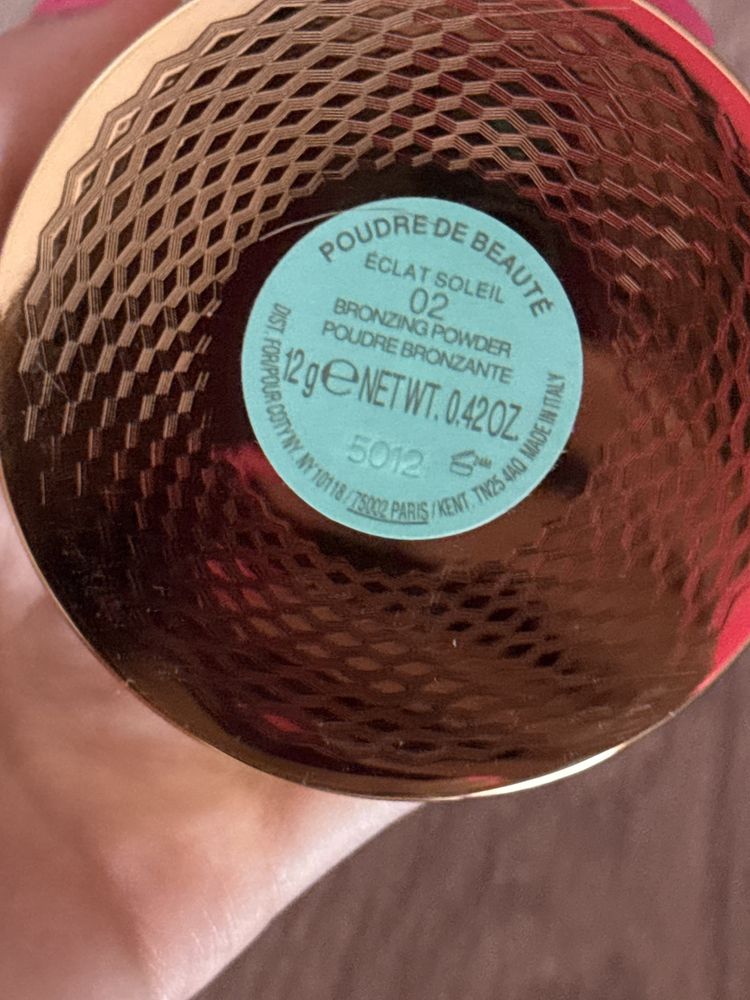 POUDRE DE BEAUTÉ
ÉCLAT SOLEIL
02
BRONZING POWDER
POUDRE BRONZANTE
12 g ℮ NET WT. 0.42 OZ.
5012
DIST. FOR/POUR COTY NY, NY 10118 / 75002 PARIS / KENT, TN25 4AQ MADE IN ITALY